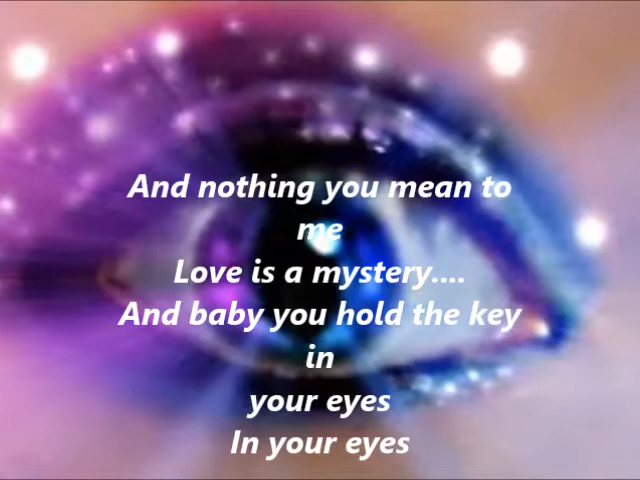 And nothing you mean to
me
Love is a mystery....
And baby you hold the key
in
your eyes
In your eyes